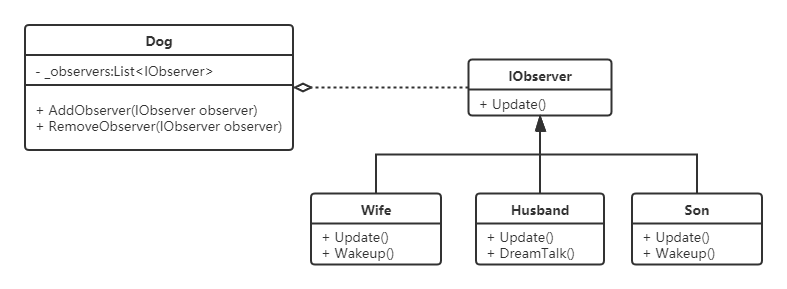 Dog
- _observers:List<IObserver>
+ AddObserver(IObserver observer)
+ RemoveObserver(IObserver observer)
IObserver
+ Update()
Wife
+ Update()
+ Wakeup()
Husband
+ Update()
+ DreamTalk()
Son
+ Update()
+ Wakeup()